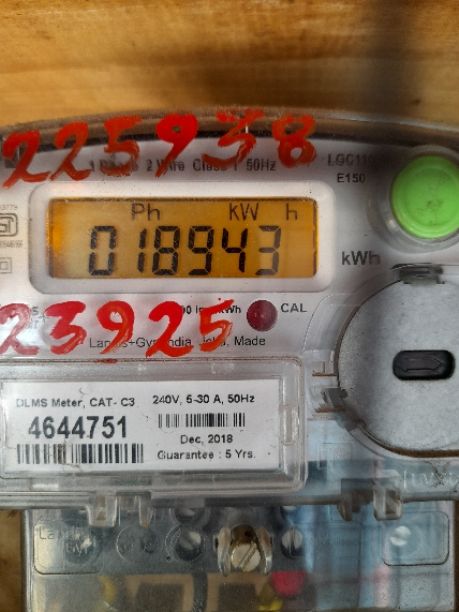 225938
1 Phase 2 Wire Class 1 50Hz
E150
Ph kW h
018943
kWh
CAL
23925
Made
DLMS Meter, CAT- C3 240V, 5-30 A, 50Hz
4644751
Dec, 2018
Guarantee : 5 Yrs.